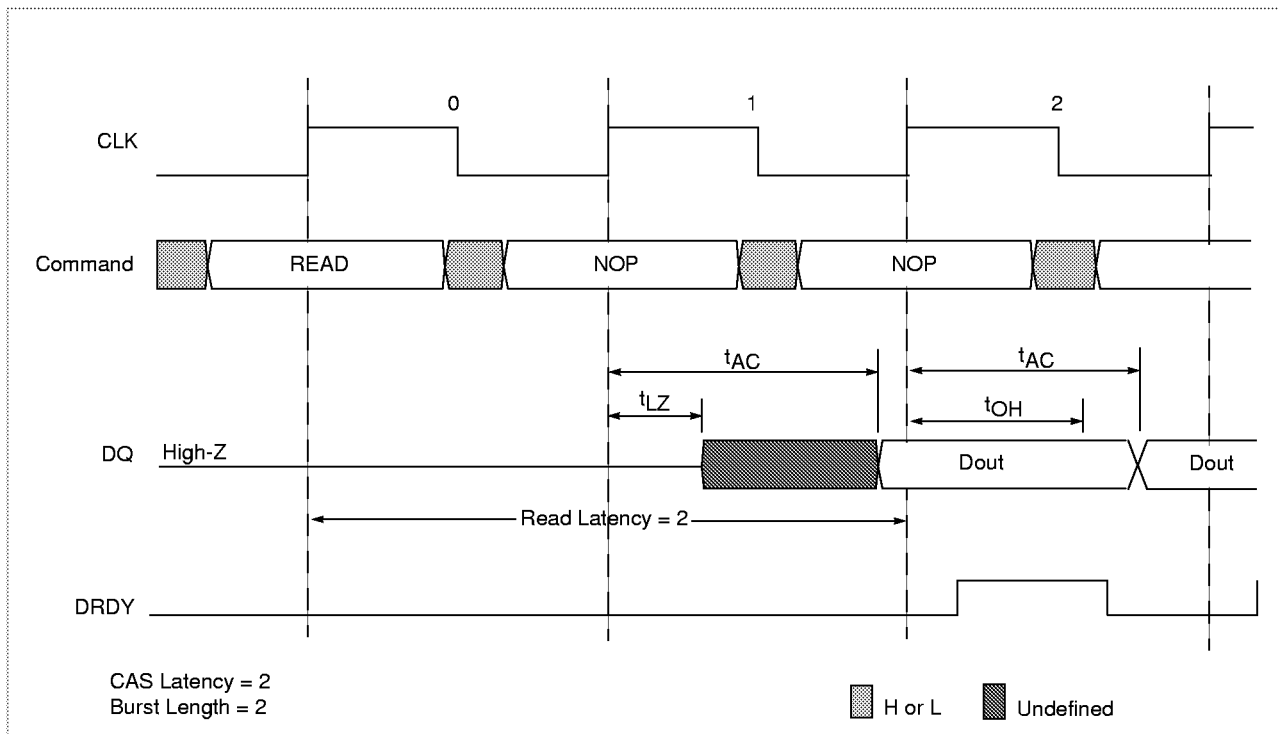 0 1 2
CLK
Command READ NOP NOP
tAC tAC
tLZ tOH
DQ High-Z Dout Dout
Read Latency = 2
DRDY
CAS Latency = 2
Burst Length = 2
H or L Undefined